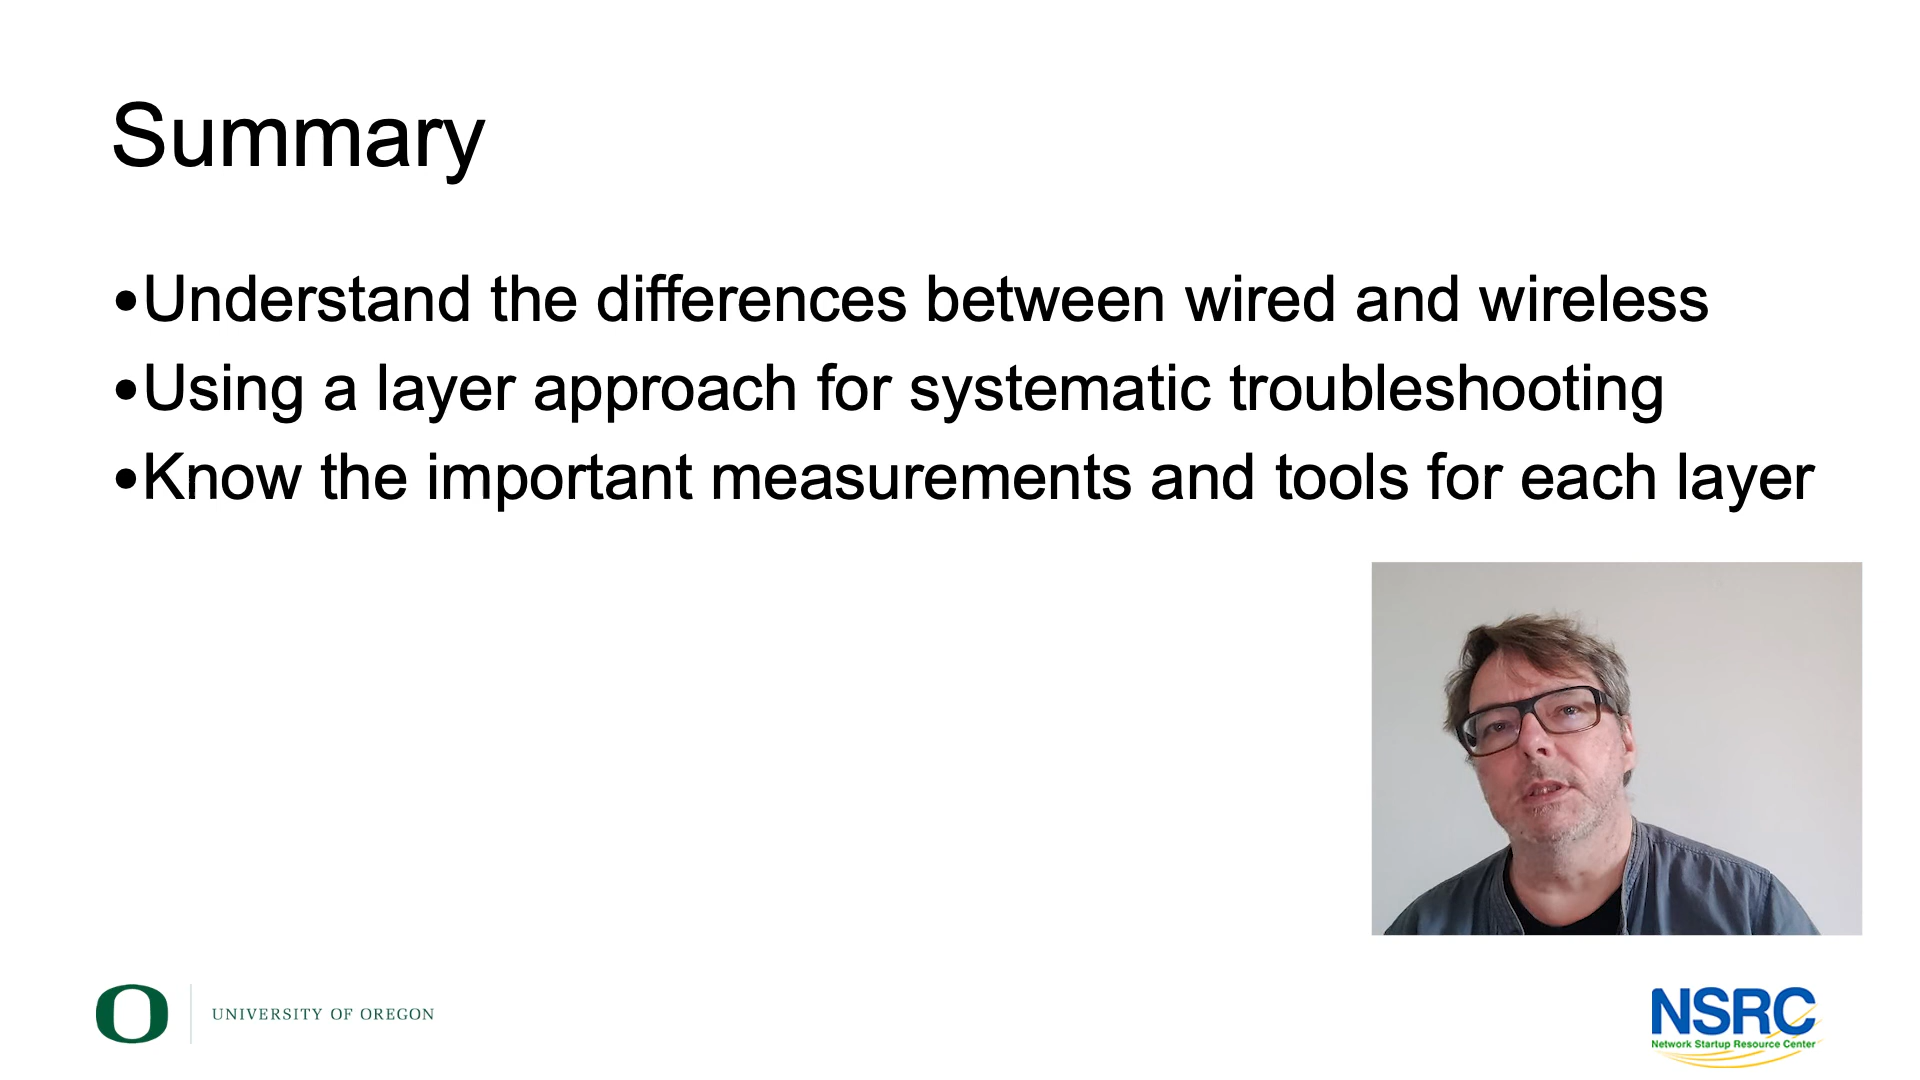 Summary
•Understand the differences between wired and wireless
•Using a layer approach for systematic troubleshooting
•Know the important measurements and tools for each layer
O
UNIVERSITY OF OREGON
NSRC
Network Startup Resource Center